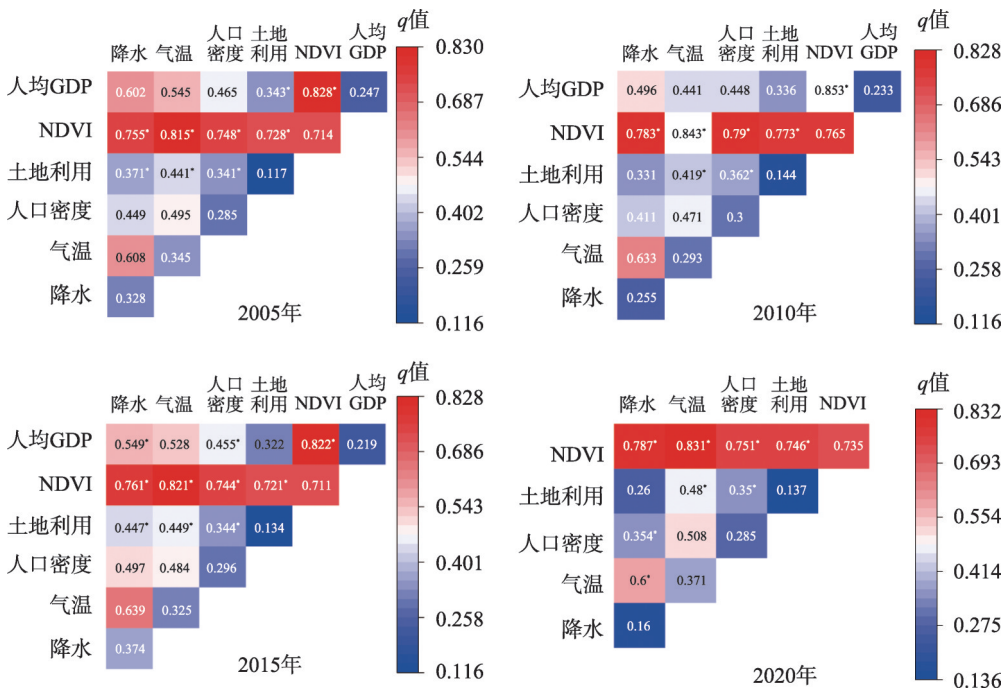 降水 气温 人口密度 土地利用 NDVI 人均GDP q值
人均GDP 0.602 0.545 0.465 0.343* 0.828* 0.247
NDVI 0.755* 0.815* 0.748* 0.728* 0.714
土地利用 0.371* 0.441* 0.341* 0.117
人口密度 0.449 0.495 0.285
气温 0.608 0.345
降水 0.328
2005年
0.830
0.687
0.544
0.402
0.259
0.116
降水 气温 人口密度 土地利用 NDVI 人均GDP q值
人均GDP 0.496 0.441 0.448 0.336 0.853* 0.233
NDVI 0.783* 0.843* 0.79* 0.773* 0.765
土地利用 0.331 0.419* 0.362* 0.144
人口密度 0.411 0.471 0.3
气温 0.633 0.293
降水 0.255
2010年
0.828
0.686
0.543
0.401
0.258
0.116
降水 气温 人口密度 土地利用 NDVI 人均GDP q值
人均GDP 0.549* 0.528 0.455* 0.322 0.822* 0.219
NDVI 0.761* 0.821* 0.744* 0.721* 0.711
土地利用 0.447* 0.449* 0.344* 0.134
人口密度 0.497 0.484 0.296
气温 0.639 0.325
降水 0.374
2015年
0.828
0.686
0.543
0.401
0.258
0.116
降水 气温 人口密度 土地利用 NDVI q值
NDVI 0.787* 0.831* 0.751* 0.746* 0.735
土地利用 0.26 0.48* 0.35* 0.137
人口密度 0.354* 0.508 0.285
气温 0.6* 0.371
降水 0.16
2020年
0.832
0.693
0.554
0.414
0.275
0.136